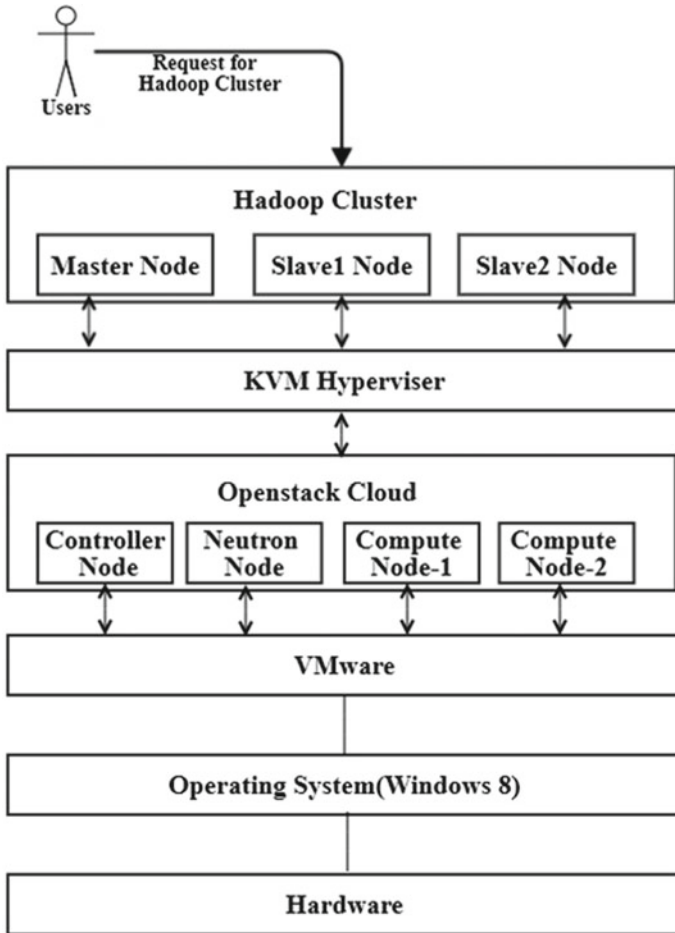 Request for
Hadoop Cluster
Users
Hadoop Cluster
Master Node
Slave1 Node
Slave2 Node
KVM Hyperviser
Openstack Cloud
Controller
Node
Neutron
Node
Compute
Node-1
Compute
Node-2
VMware
Operating System(Windows 8)
Hardware